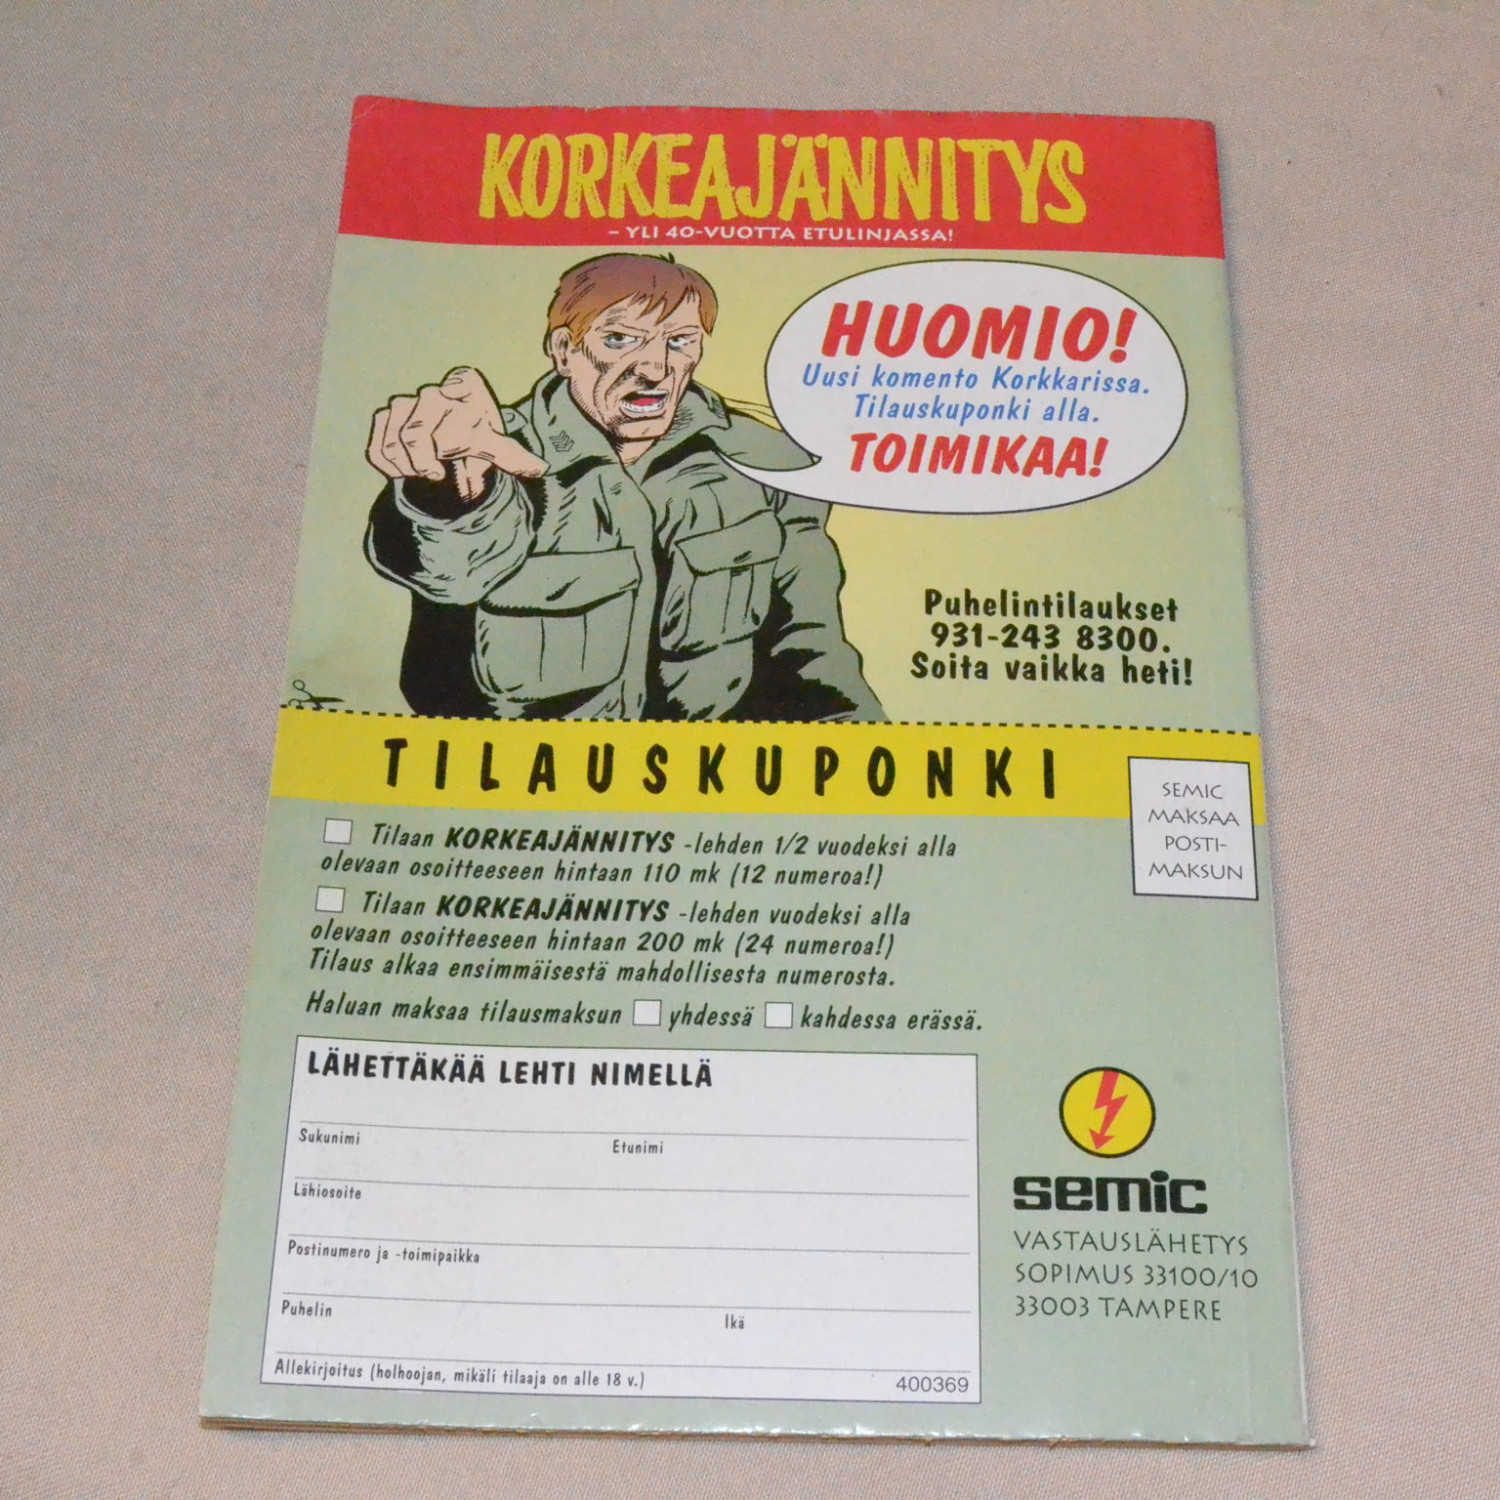 KORKEAJÄNNITYS
– YLI 40-VUOTTA ETULINJASSA!
HUOMIO!
Uusi komento Korkkarissa.
Tilauskuponki alla.
TOIMIKAA!
Puhelintilaukset
931-243 8300.
Soita vaikka heti!
TILAUSKUPONKI
SEMIC
MAKSAA
POSTI-
MAKSUN
Tilaan KORKEAJÄNNITYS -lehden 1/2 vuodeksi alla
olevaan osoitteeseen hintaan 110 mk (12 numeroa!)
Tilaan KORKEAJÄNNITYS -lehden vuodeksi alla
olevaan osoitteeseen hintaan 200 mk (24 numeroa!)
Tilaus alkaa ensimmäisestä mahdollisesta numerosta.
Haluan maksaa tilausmaksun yhdessä kahdessa erässä.
LÄHETTÄKÄÄ LEHTI NIMELLÄ
Sukunimi Etunimi
Lähiosoite
Postinumero ja -toimipaikka
Puhelin Ikä
Allekirjoitus (holhoojan, mikäli tilaaja on alle 18 v.)
400369
semic
VASTAUSLÄHETYS
SOPIMUS 33100/10
33003 TAMPERE